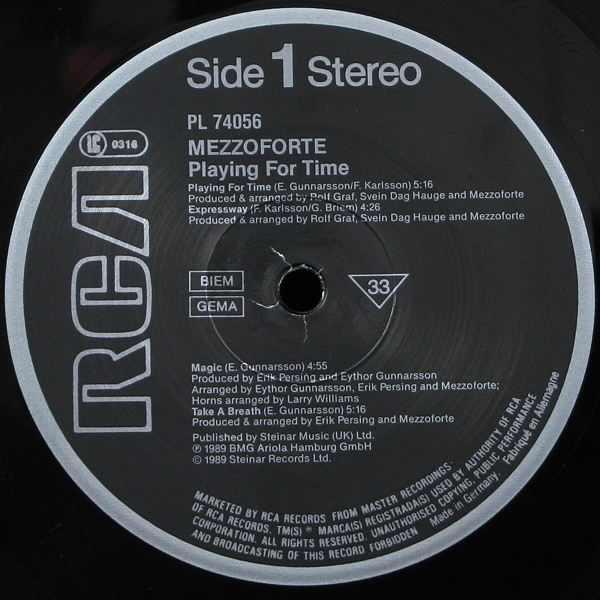 Side 1 Stereo
PL 74056
LC 0316
MEZZOFORTE
Playing For Time
Playing For Time (E. Gunnarsson/F. Karlsson) 5:16
Produced & arranged by Rolf Graf, Svein Dag Hauge and Mezzoforte
Expressway (F. Karlsson/G. Briem) 4:26
Produced & arranged by Rolf Graf, Svein Dag Hauge and Mezzoforte
RCA
BIEM
GEMA
33
Magic (E. Gunnarsson) 4:55
Produced by Erik Persing and Eythor Gunnarsson
Arranged by Eythor Gunnarsson, Erik Persing and Mezzoforte;
Horns arranged by Larry Williams
Take A Breath (E. Gunnarsson) 5:16
Produced & arranged by Erik Persing and Mezzoforte
Published by Steinar Music (UK) Ltd.
℗ 1989 BMG Ariola Hamburg GmbH
© 1989 Steinar Records Ltd.
MARKETED BY RCA RECORDS FROM MASTER RECORDINGS·
OF RCA RECORDS. TM(S) ® MARCA(S) REGISTRADA(S) USED BY AUTHORITY OF RCA
CORPORATION. ALL RIGHTS RESERVED. UNAUTHORISED COPYING, PUBLIC PERFORMANCE
AND BROADCASTING OF THIS RECORD FORBIDDEN Made in Germany. Fabriqué en Allemagne